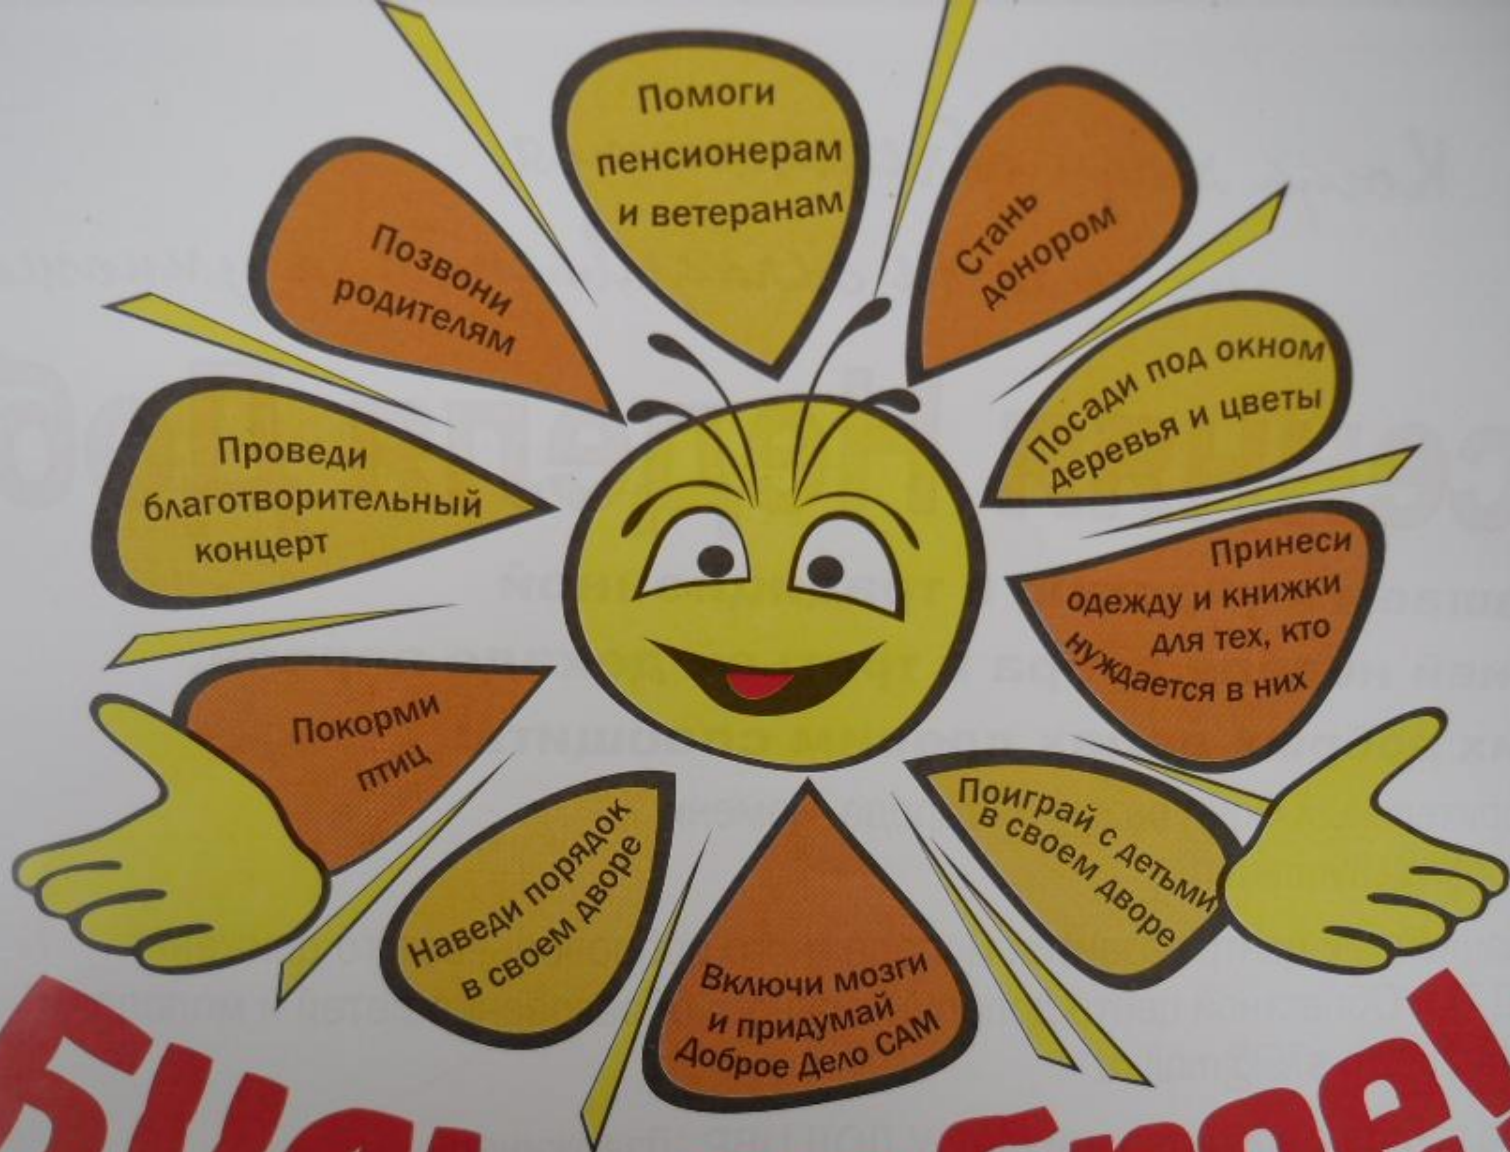 Помоги
пенсионерам
и ветеранам
Стань
донором
Посади под окном
деревья и цветы
Принеси
одежду и книжки
для тех, кто
нуждается в них
Поиграй с детьми
в своем дворе
Включи мозги
и придумай
Доброе Дело САМ
Наведи порядок
в своем дворе
Покорми
птиц
Проведи
благотворительный
концерт
Позвони
родителям